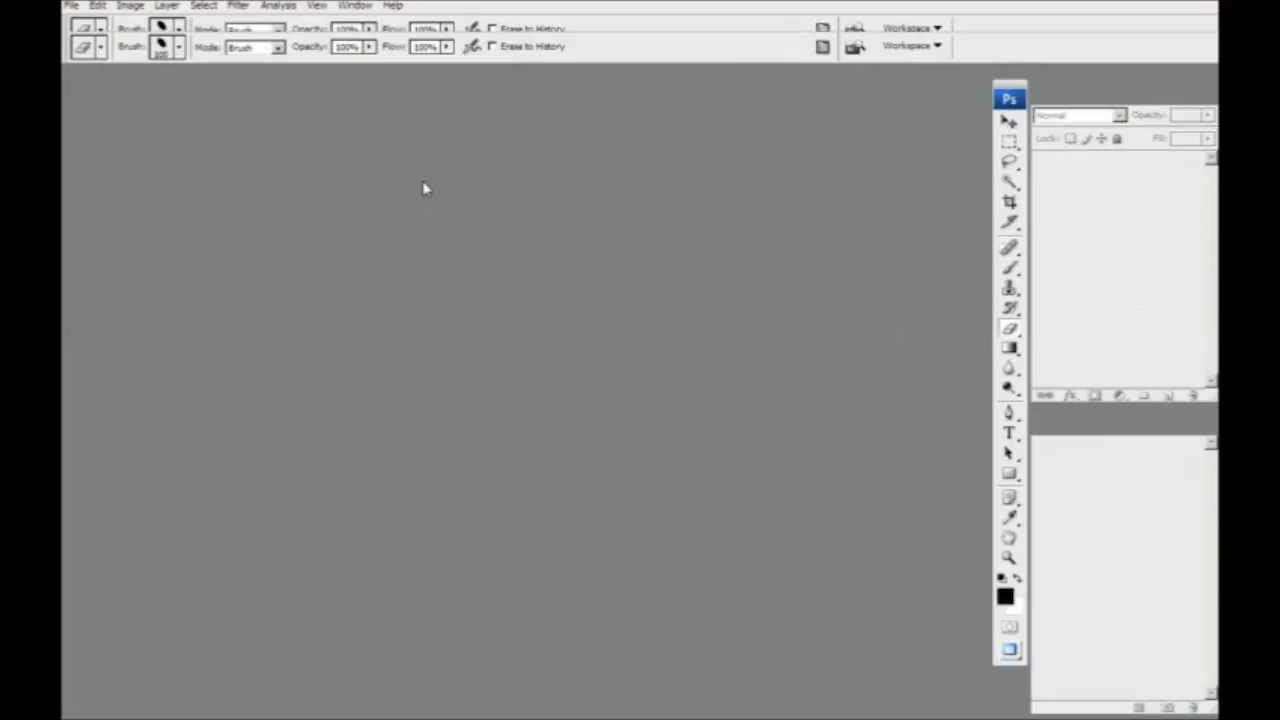 File Edit Image Layer Select Filter Analysis View Window Help
Brush: Mode: Brush Opacity: 100% Flow: 100% Erase to History Workspace
Brush: 100 Mode: Brush Opacity: 100% Flow: 100% Erase to History Workspace
Ps
Normal Opacity:
Lock: Fill:
T